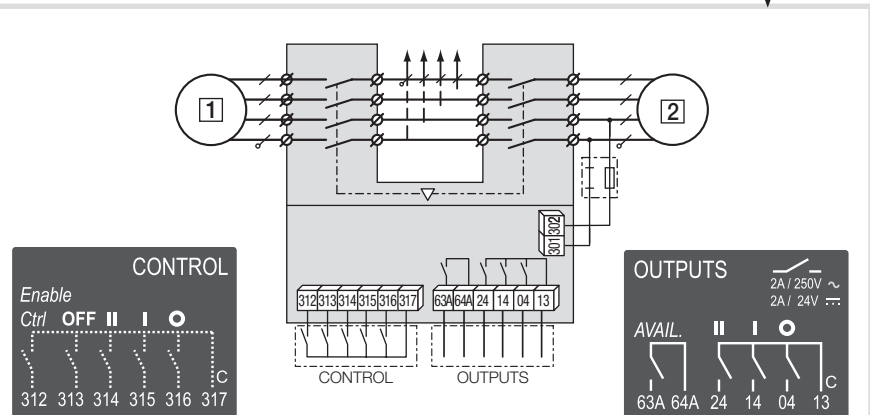 1
2
302
301
312 313 314 315 316 317
63A 64A 24 14 04 13
CONTROL
OUTPUTS
CONTROL
Enable
Ctrl OFF II I O
C
312 313 314 315 316 317
OUTPUTS
2A / 250V ~
2A / 24V ⎓
AVAIL. II I O
C
63A 64A 24 14 04 13